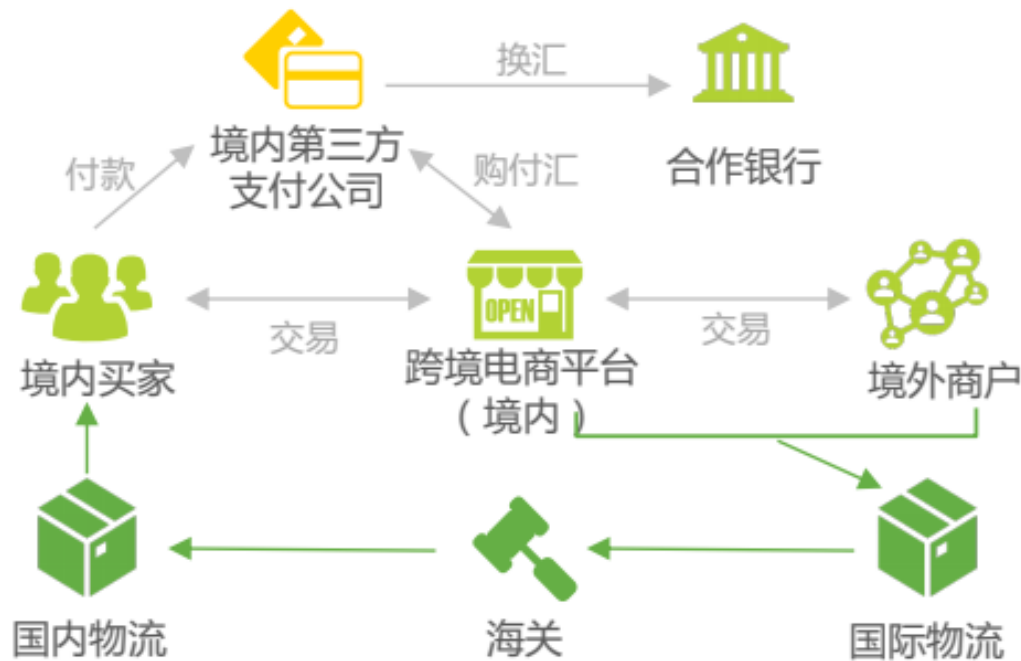 换汇
境内第三方
支付公司
合作银行
付款
购付汇
OPEN
交易
交易
境内买家
跨境电商平台
（境内）
境外商户
国内物流
海关
国际物流